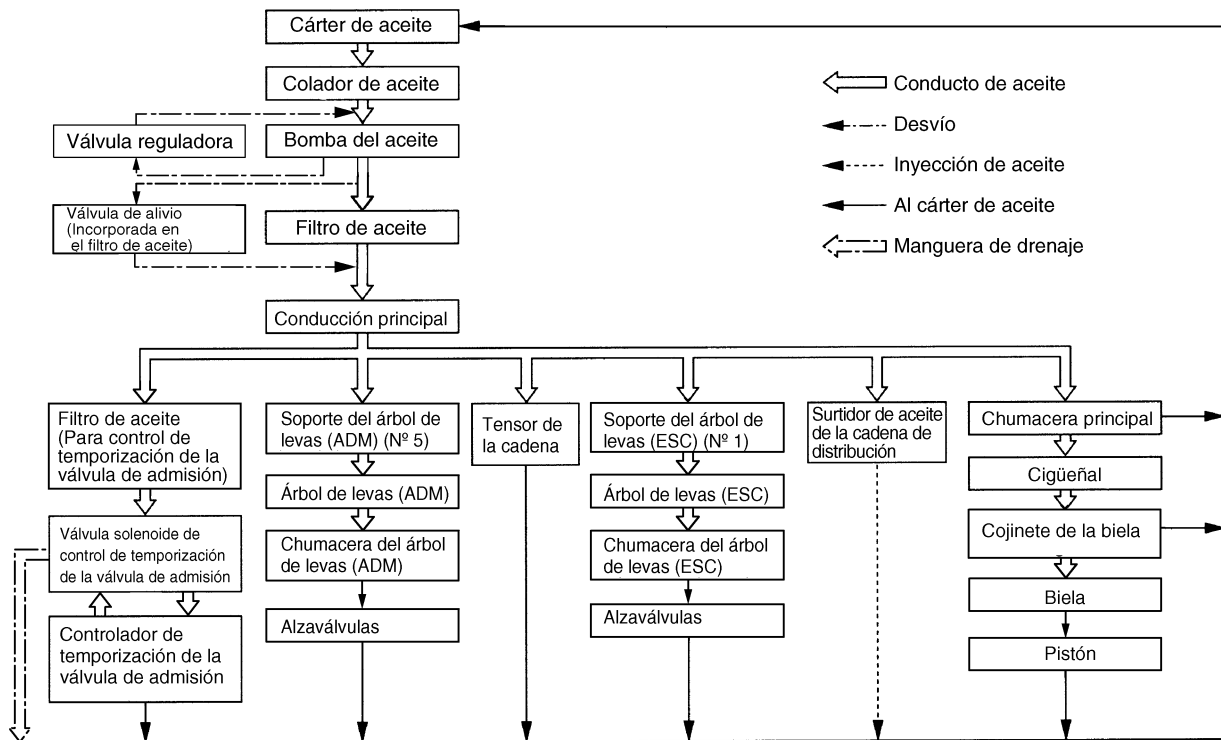 Cárter de aceite
Colador de aceite
Bomba del aceite
Válvula reguladora
Válvula de alivio
(Incorporada en
el filtro de aceite)
Filtro de aceite
Conducción principal
Conducto de aceite
Desvío
Inyección de aceite
Al cárter de aceite
Manguera de drenaje
Filtro de aceite
(Para control de
temporización de la
válvula de admisión)
Válvula solenoide de
control de temporización
de la válvula de admisión
Controlador de
temporización de la
válvula de admisión
Soporte del árbol de
levas (ADM) (Nº 5)
Árbol de levas (ADM)
Chumacera del árbol
de levas (ADM)
Alzaválvulas
Tensor de
la cadena
Soporte del árbol de
levas (ESC) (Nº 1)
Árbol de levas (ESC)
Chumacera del árbol
de levas (ESC)
Alzaválvulas
Surtidor de aceite
de la cadena de
distribución
Chumacera principal
Cigüeñal
Cojinete de la biela
Biela
Pistón